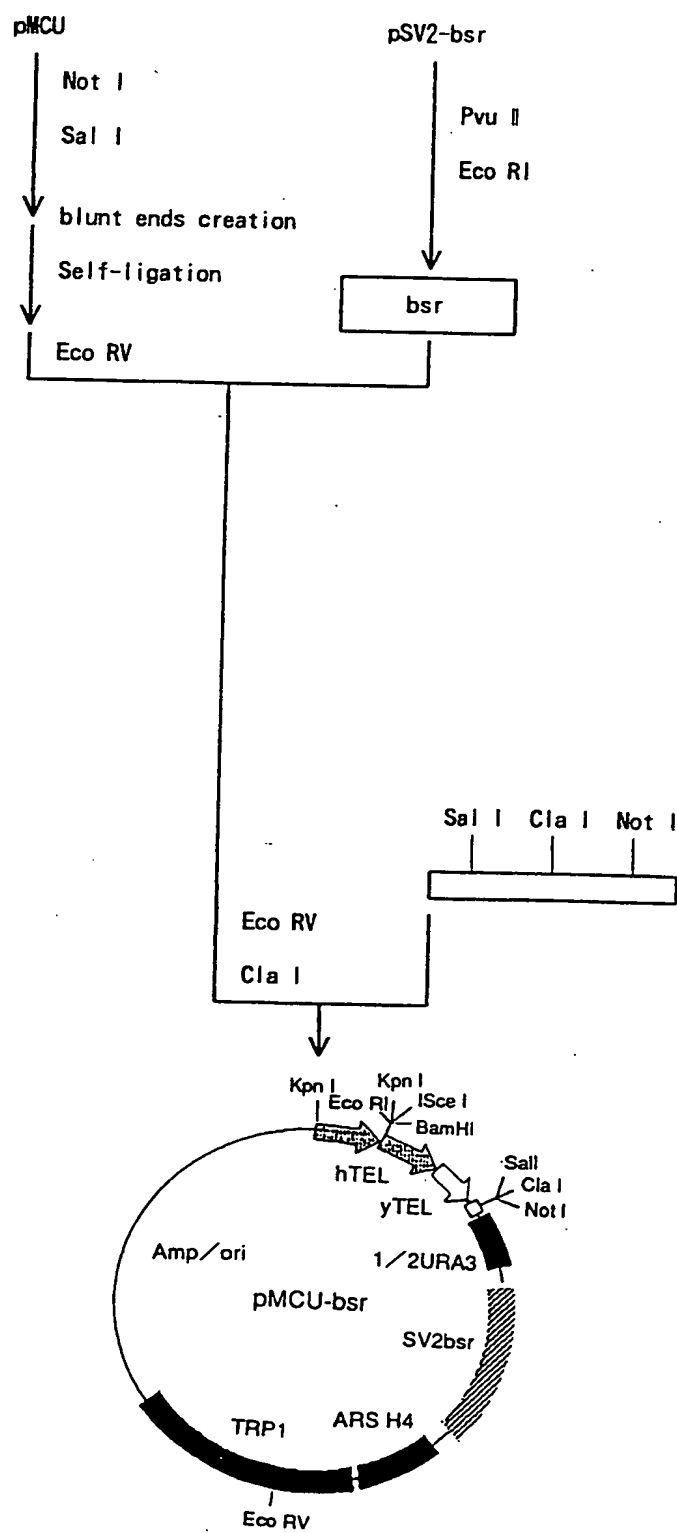 pMCU
pSV2-bsr
Not I
Sal I
Pvu II
Eco RI
blunt ends creation
Self-ligation
bsr
Eco RV
Sal I Cla I Not I
Eco RV
Cla I
Kpn I
Kpn I
Eco RI
ISce I
BamHI
hTEL
yTEL
SalI
Cla I
Not I
Amp/ori
1/2URA3
pMCU-bsr
SV2bsr
TRP1
ARS H4
Eco RV